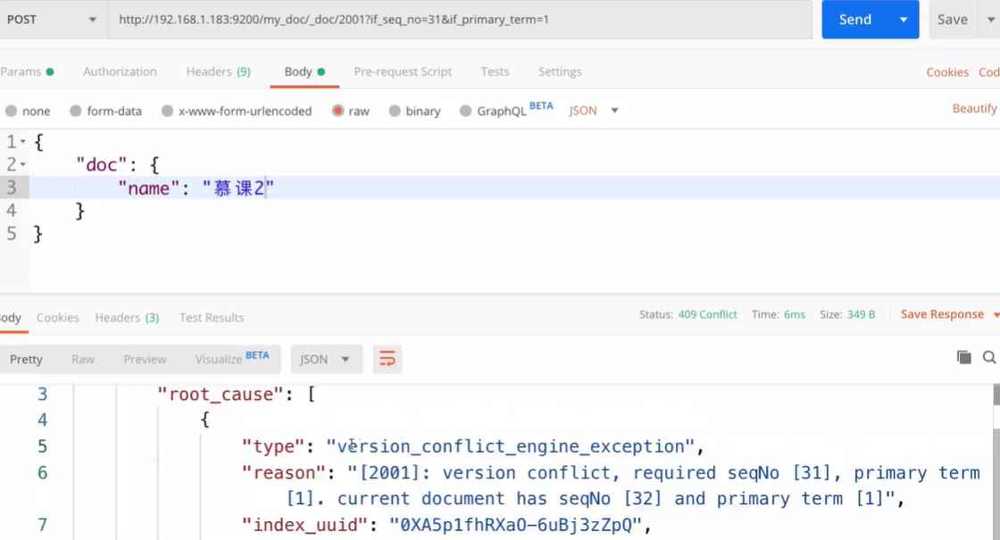 POST http://192.168.1.183:9200/my_doc/_doc/2001?if_seq_no=31&if_primary_term=1 Send Save
Params Authorization Headers (9) Body Pre-request Script Tests Settings Cookies Cod
none form-data x-www-form-urlencoded raw binary GraphQL BETA JSON Beautify
1 {
2 "doc": {
3 "name": "慕课2"
4 }
5 }
ody Cookies Headers (3) Test Results Status: 409 Conflict Time: 6ms Size: 349 B Save Response
Pretty Raw Preview Visualize BETA JSON
3 "root_cause": [
4 {
5 "type": "version_conflict_engine_exception",
6 "reason": "[2001]: version conflict, required seqNo [31], primary term
[1]. current document has seqNo [32] and primary term [1]",
7 "index_uuid": "0XA5p1fhRXaO-6uBj3zZpQ",